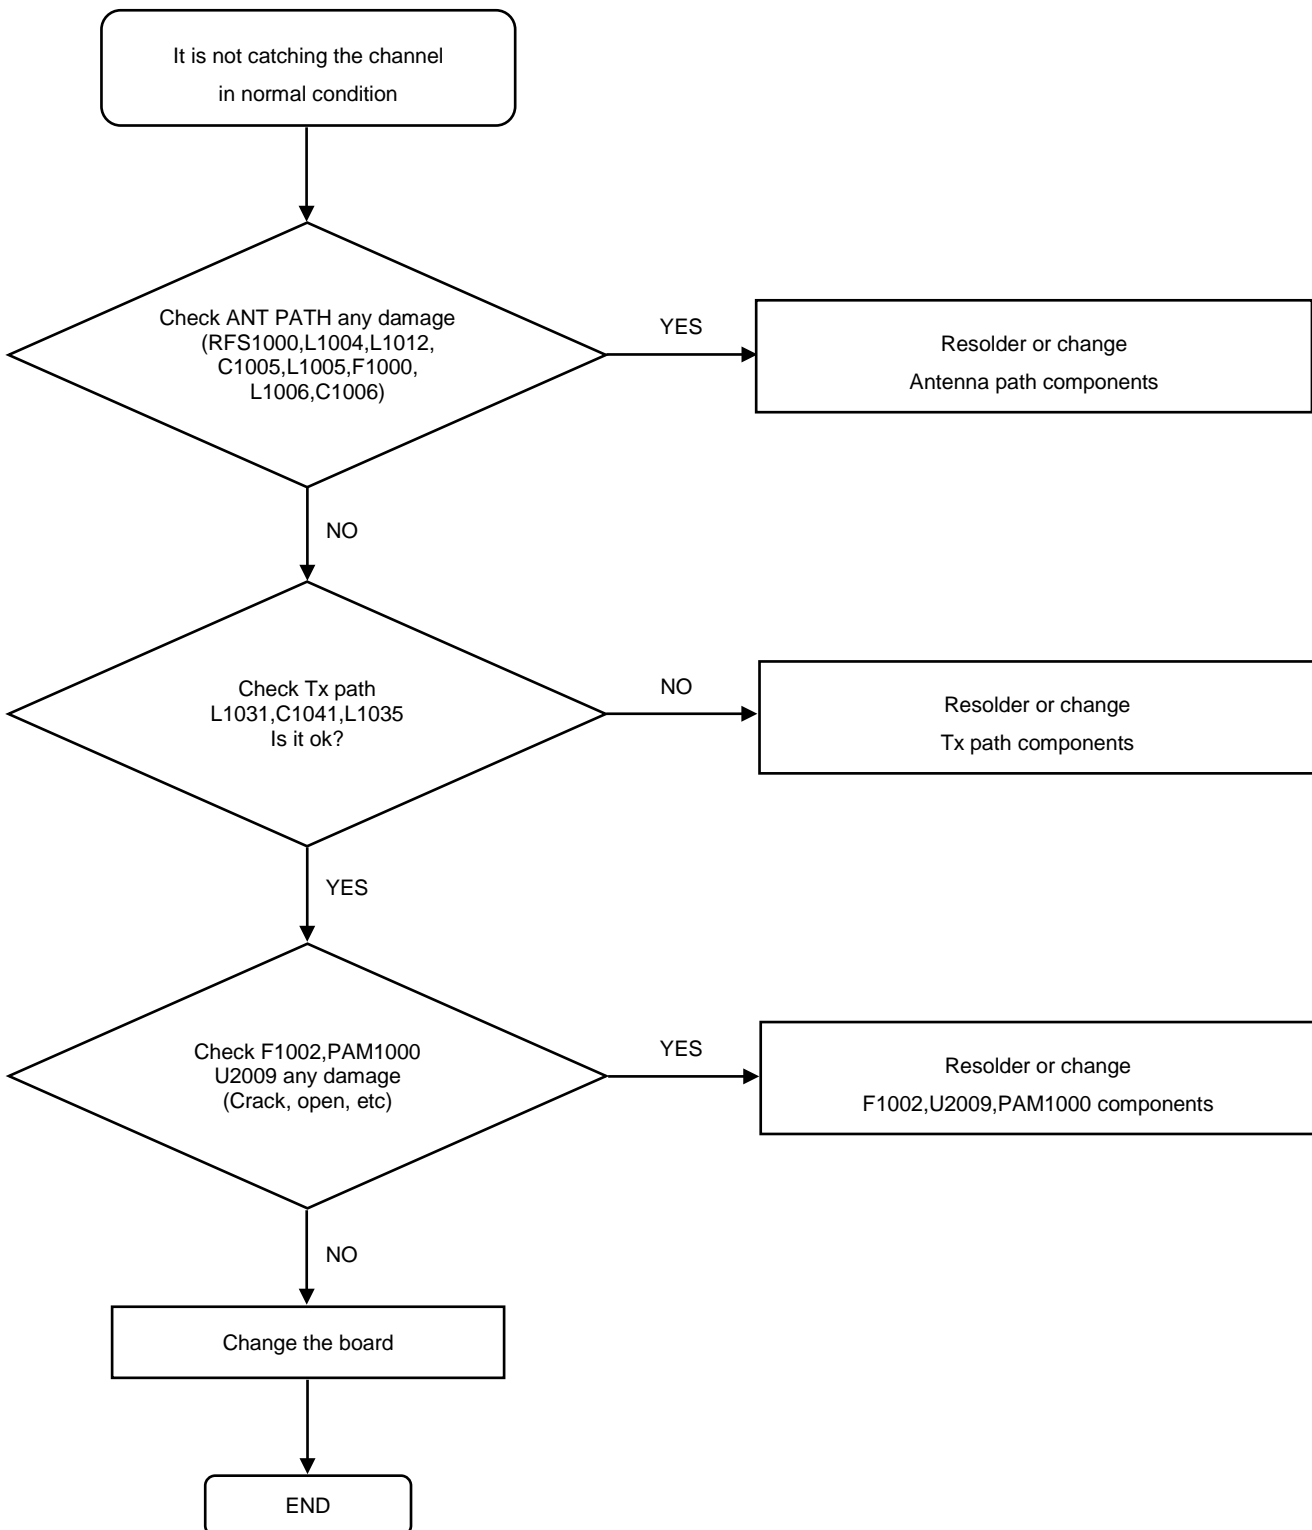 It is not catching the channel
in normal condition
Check ANT PATH any damage
(RFS1000,L1004,L1012,
C1005,L1005,F1000,
L1006,C1006)
YES
Resolder or change
Antenna path components
NO
Check Tx path
L1031,C1041,L1035
Is it ok?
NO
Resolder or change
Tx path components
YES
Check F1002,PAM1000
U2009 any damage
(Crack, open, etc)
YES
Resolder or change
F1002,U2009,PAM1000 components
NO
Change the board
END